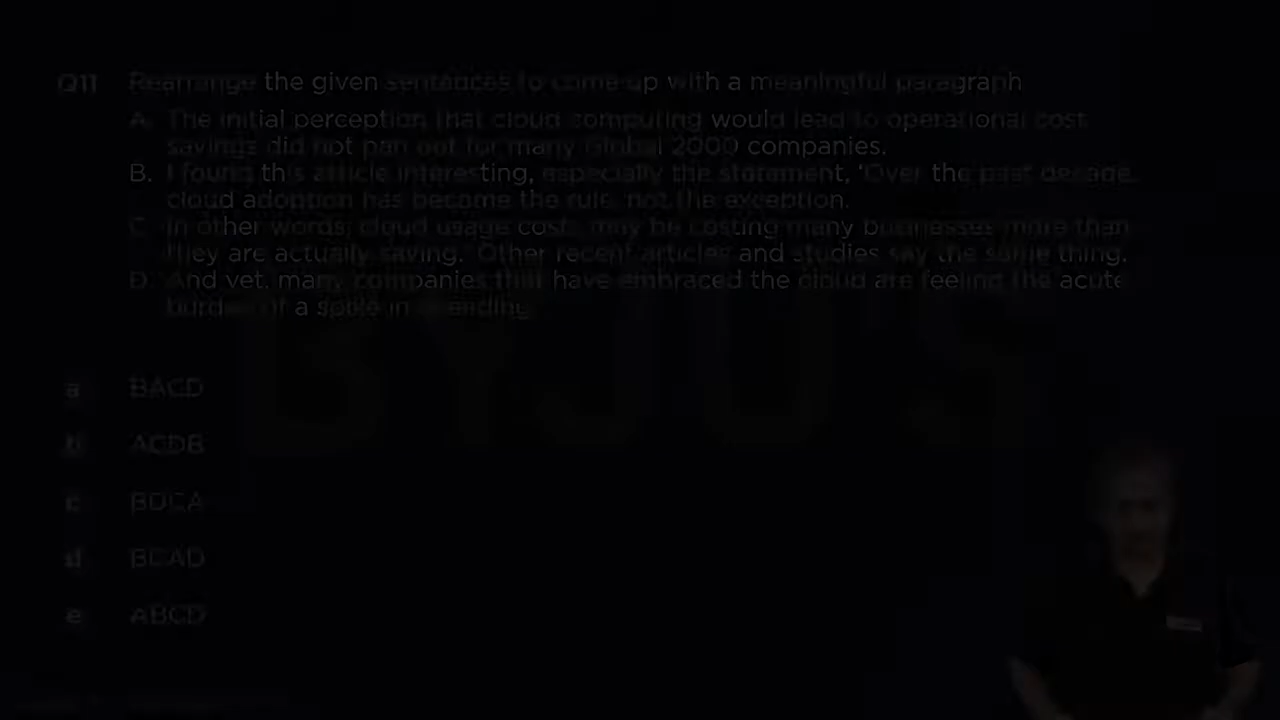 Q11 Rearrange the given sentences to come up with a meaningful paragraph
A. The initial perception that cloud computing would lead to operational cost
savings did not pan out for many Global 2000 companies.
B. I found this article interesting, especially the statement, ‘Over the past decade,
cloud adoption has become the rule, not the exception.
C. In other words, cloud usage costs may be costing many businesses more than
they are actually saving.’ Other recent articles and studies say the same thing.
D. And yet, many companies that have embraced the cloud are feeling the acute
burden of a spike in spending
a BACD
b ACDB
c BDCA
d BCAD
e ABCD
BYJU'S